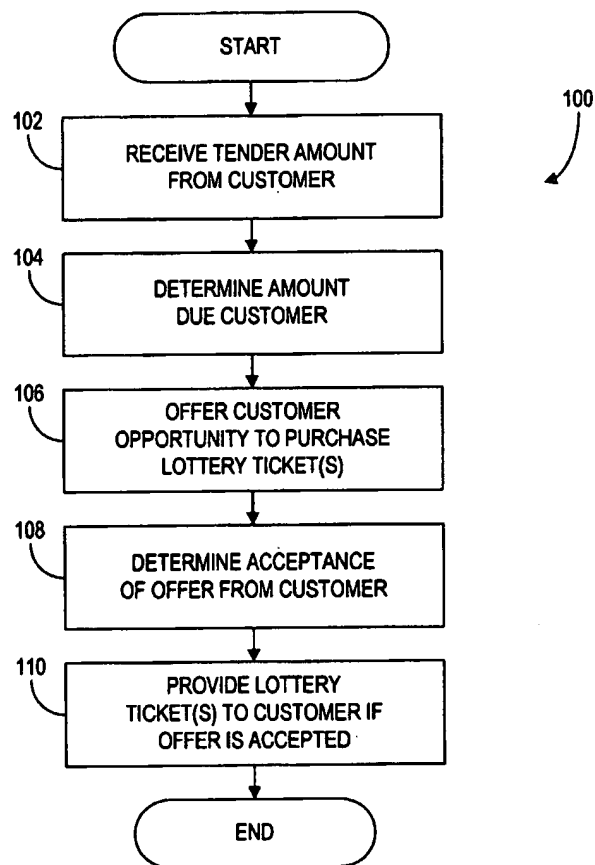 START
100
102
RECEIVE TENDER AMOUNT
FROM CUSTOMER
104
DETERMINE AMOUNT
DUE CUSTOMER
106
OFFER CUSTOMER
OPPORTUNITY TO PURCHASE
LOTTERY TICKET(S)
108
DETERMINE ACCEPTANCE
OF OFFER FROM CUSTOMER
110
PROVIDE LOTTERY
TICKET(S) TO CUSTOMER IF
OFFER IS ACCEPTED
END